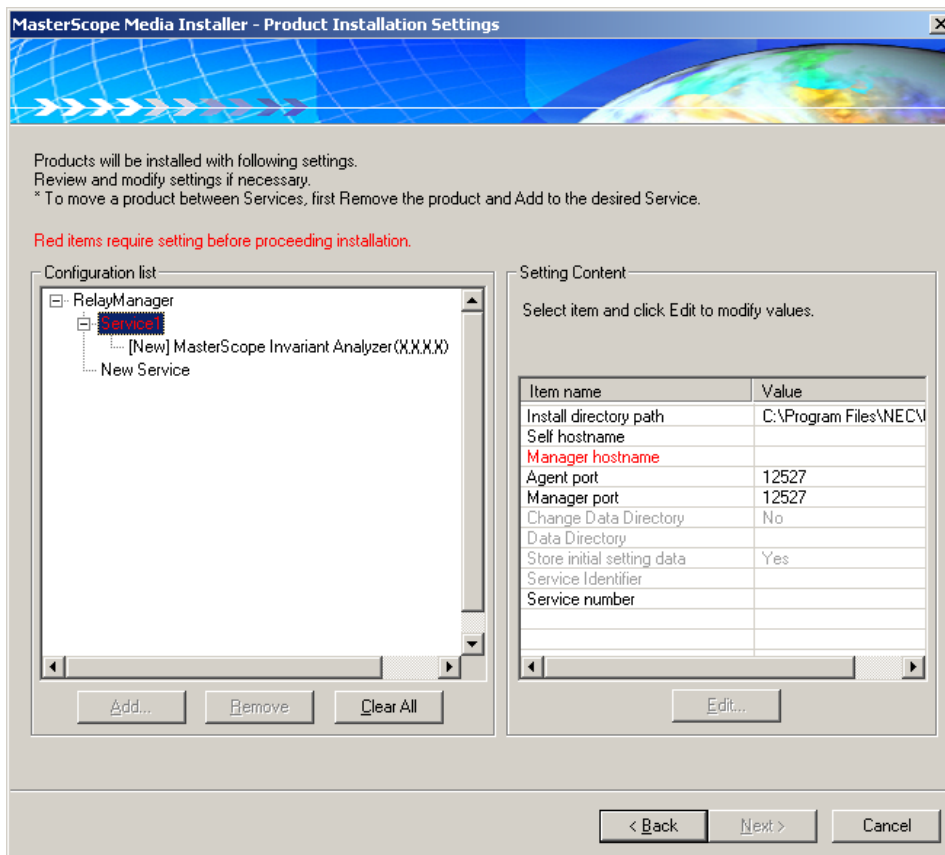 MasterScope Media Installer - Product Installation Settings
Products will be installed with following settings.
Review and modify settings if necessary.
* To move a product between Services, first Remove the product and Add to the desired Service.
Red items require setting before proceeding installation.
Configuration list
RelayManager
Service1
[New] MasterScope Invariant Analyzer(X.X.X.X)
New Service
Add...
Remove
Clear All
Setting Content
Select item and click Edit to modify values.
Item name Value
Install directory path C:\Program Files\NEC\
Self hostname
Manager hostname
Agent port 12527
Manager port 12527
Change Data Directory No
Data Directory
Store initial setting data Yes
Service Identifier
Service number
Edit...
< Back
Next >
Cancel